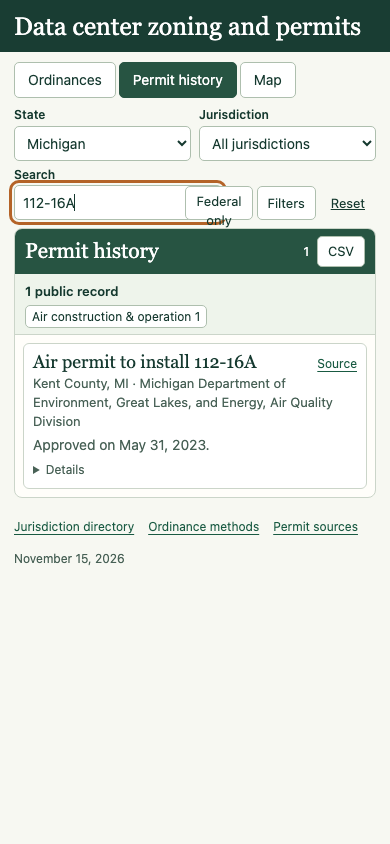 Data center zoning and permits
Ordinances
Permit history
Map
State
Jurisdiction
Michigan
All jurisdictions
Search
112-16A
Federal
only
Filters
Reset
Permit history
1
CSV
1 public record
Air construction & operation 1
Air permit to install 112-16A
Source
Kent County, MI · Michigan Department of
Environment, Great Lakes, and Energy, Air Quality
Division
Approved on May 31, 2023.
Details
Jurisdiction directory
Ordinance methods
Permit sources
November 15, 2026